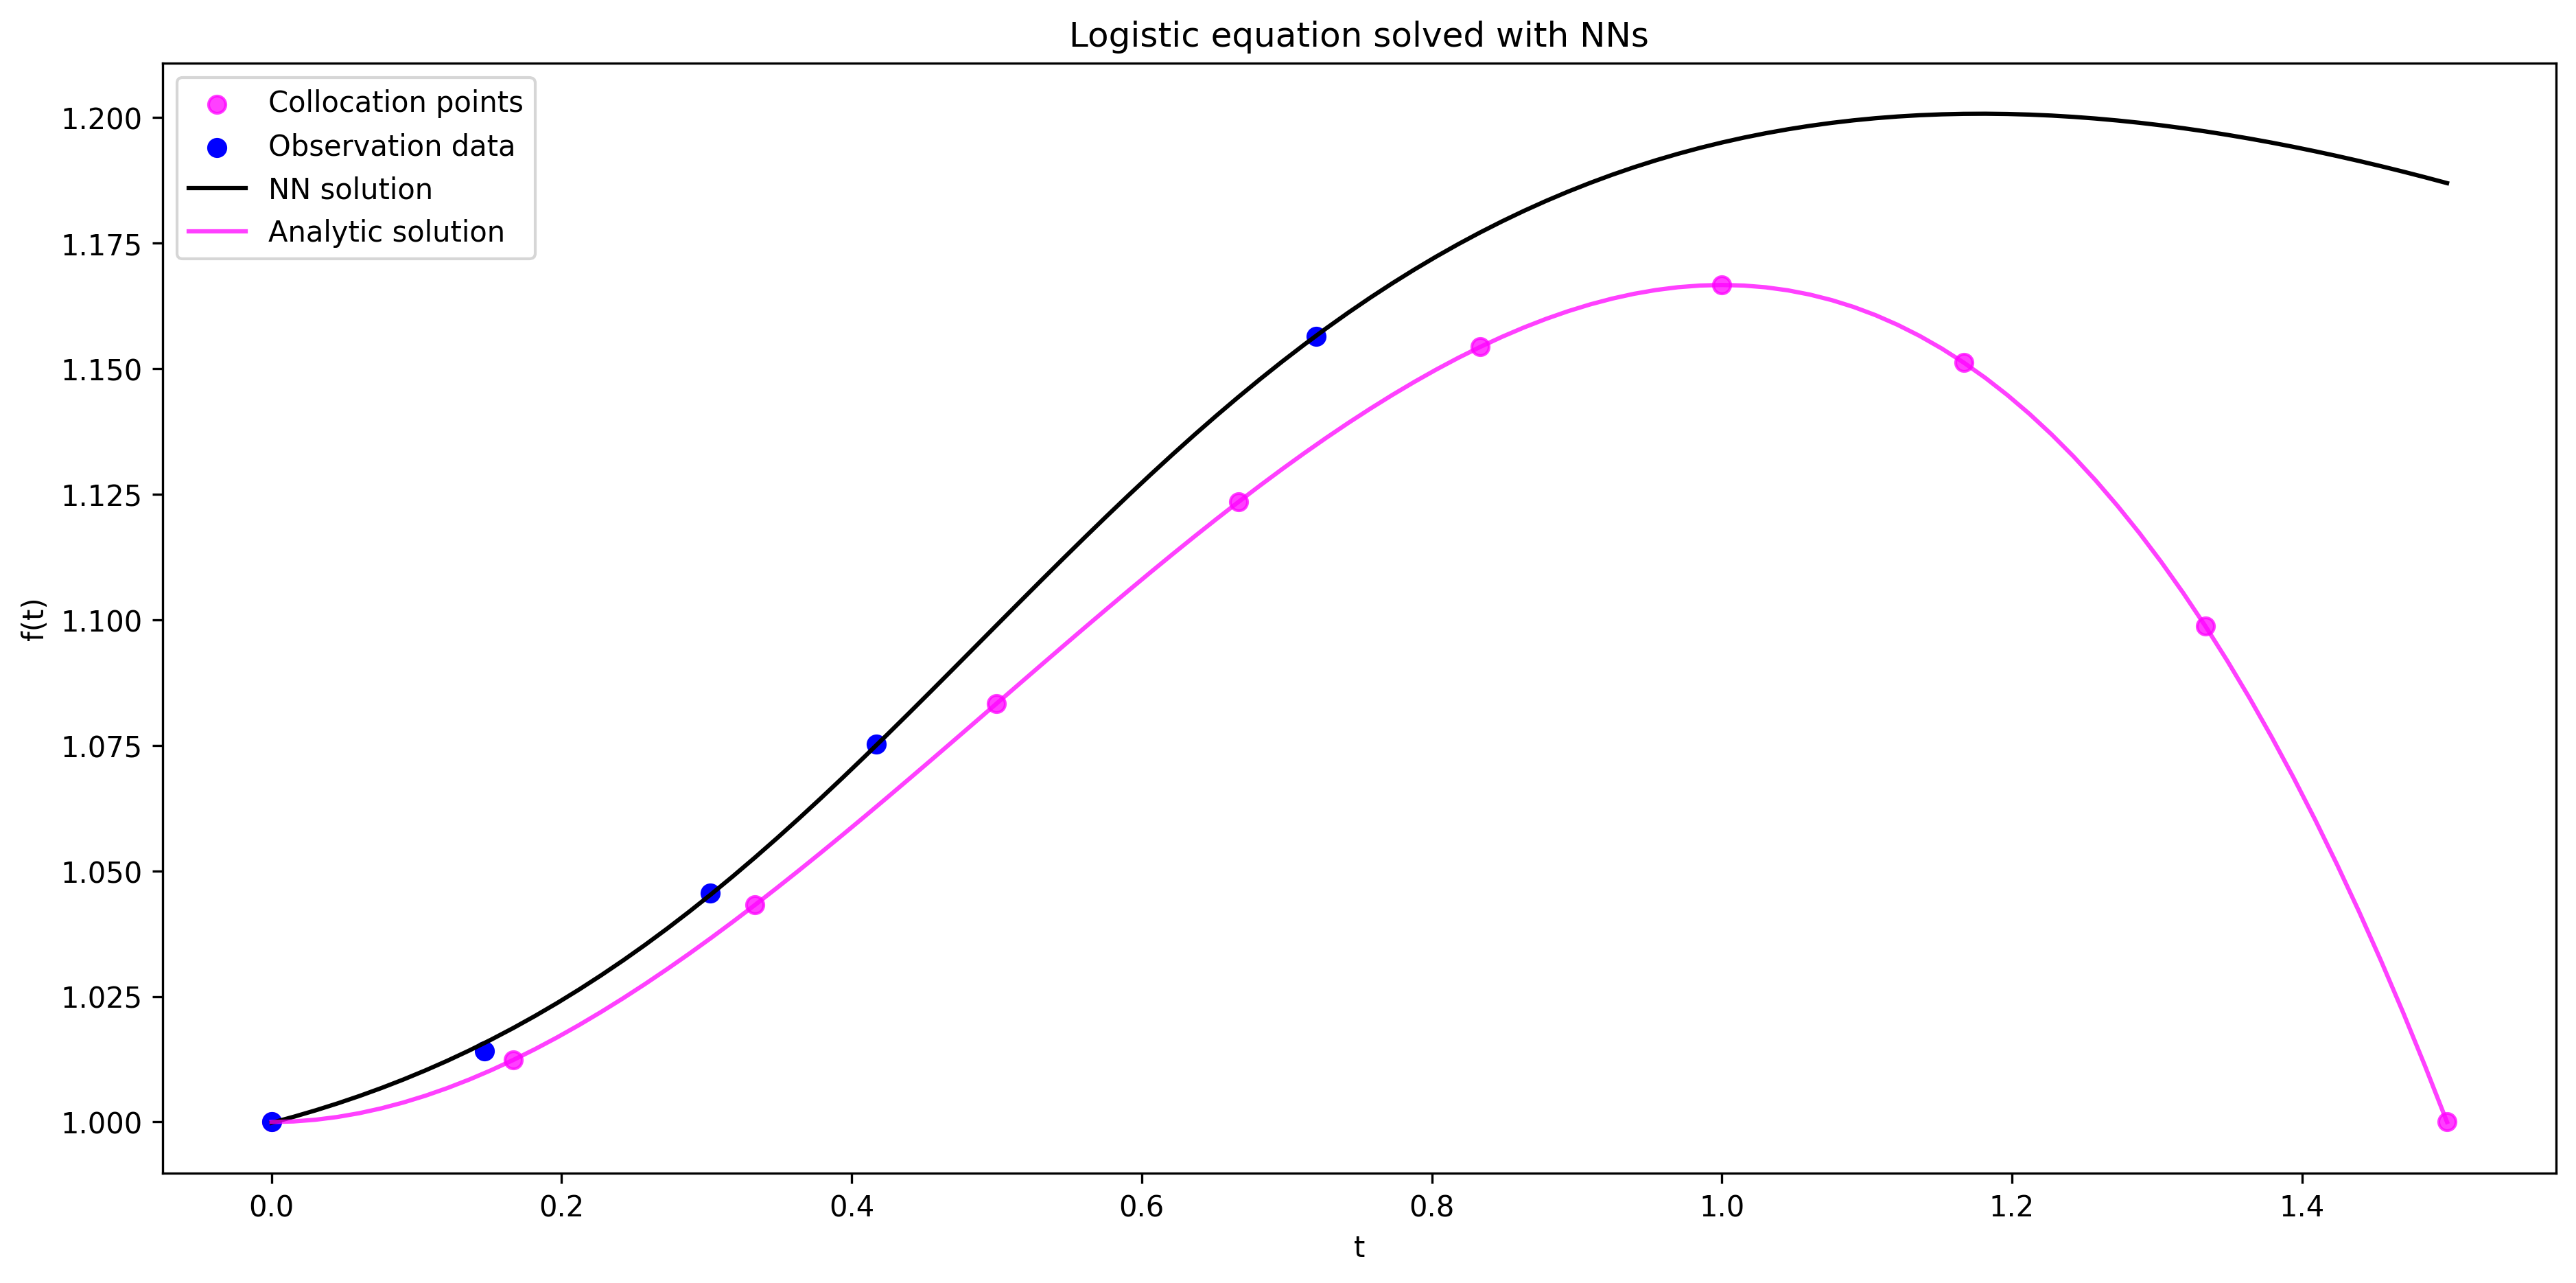 Logistic equation solved with NNs
Collocation points
Observation data
NN solution
Analytic solution
1.200
1.175
1.150
1.125
1.100
1.075
1.050
1.025
1.000
f(t)
0.0 0.2 0.4 0.6 0.8 1.0 1.2 1.4
t